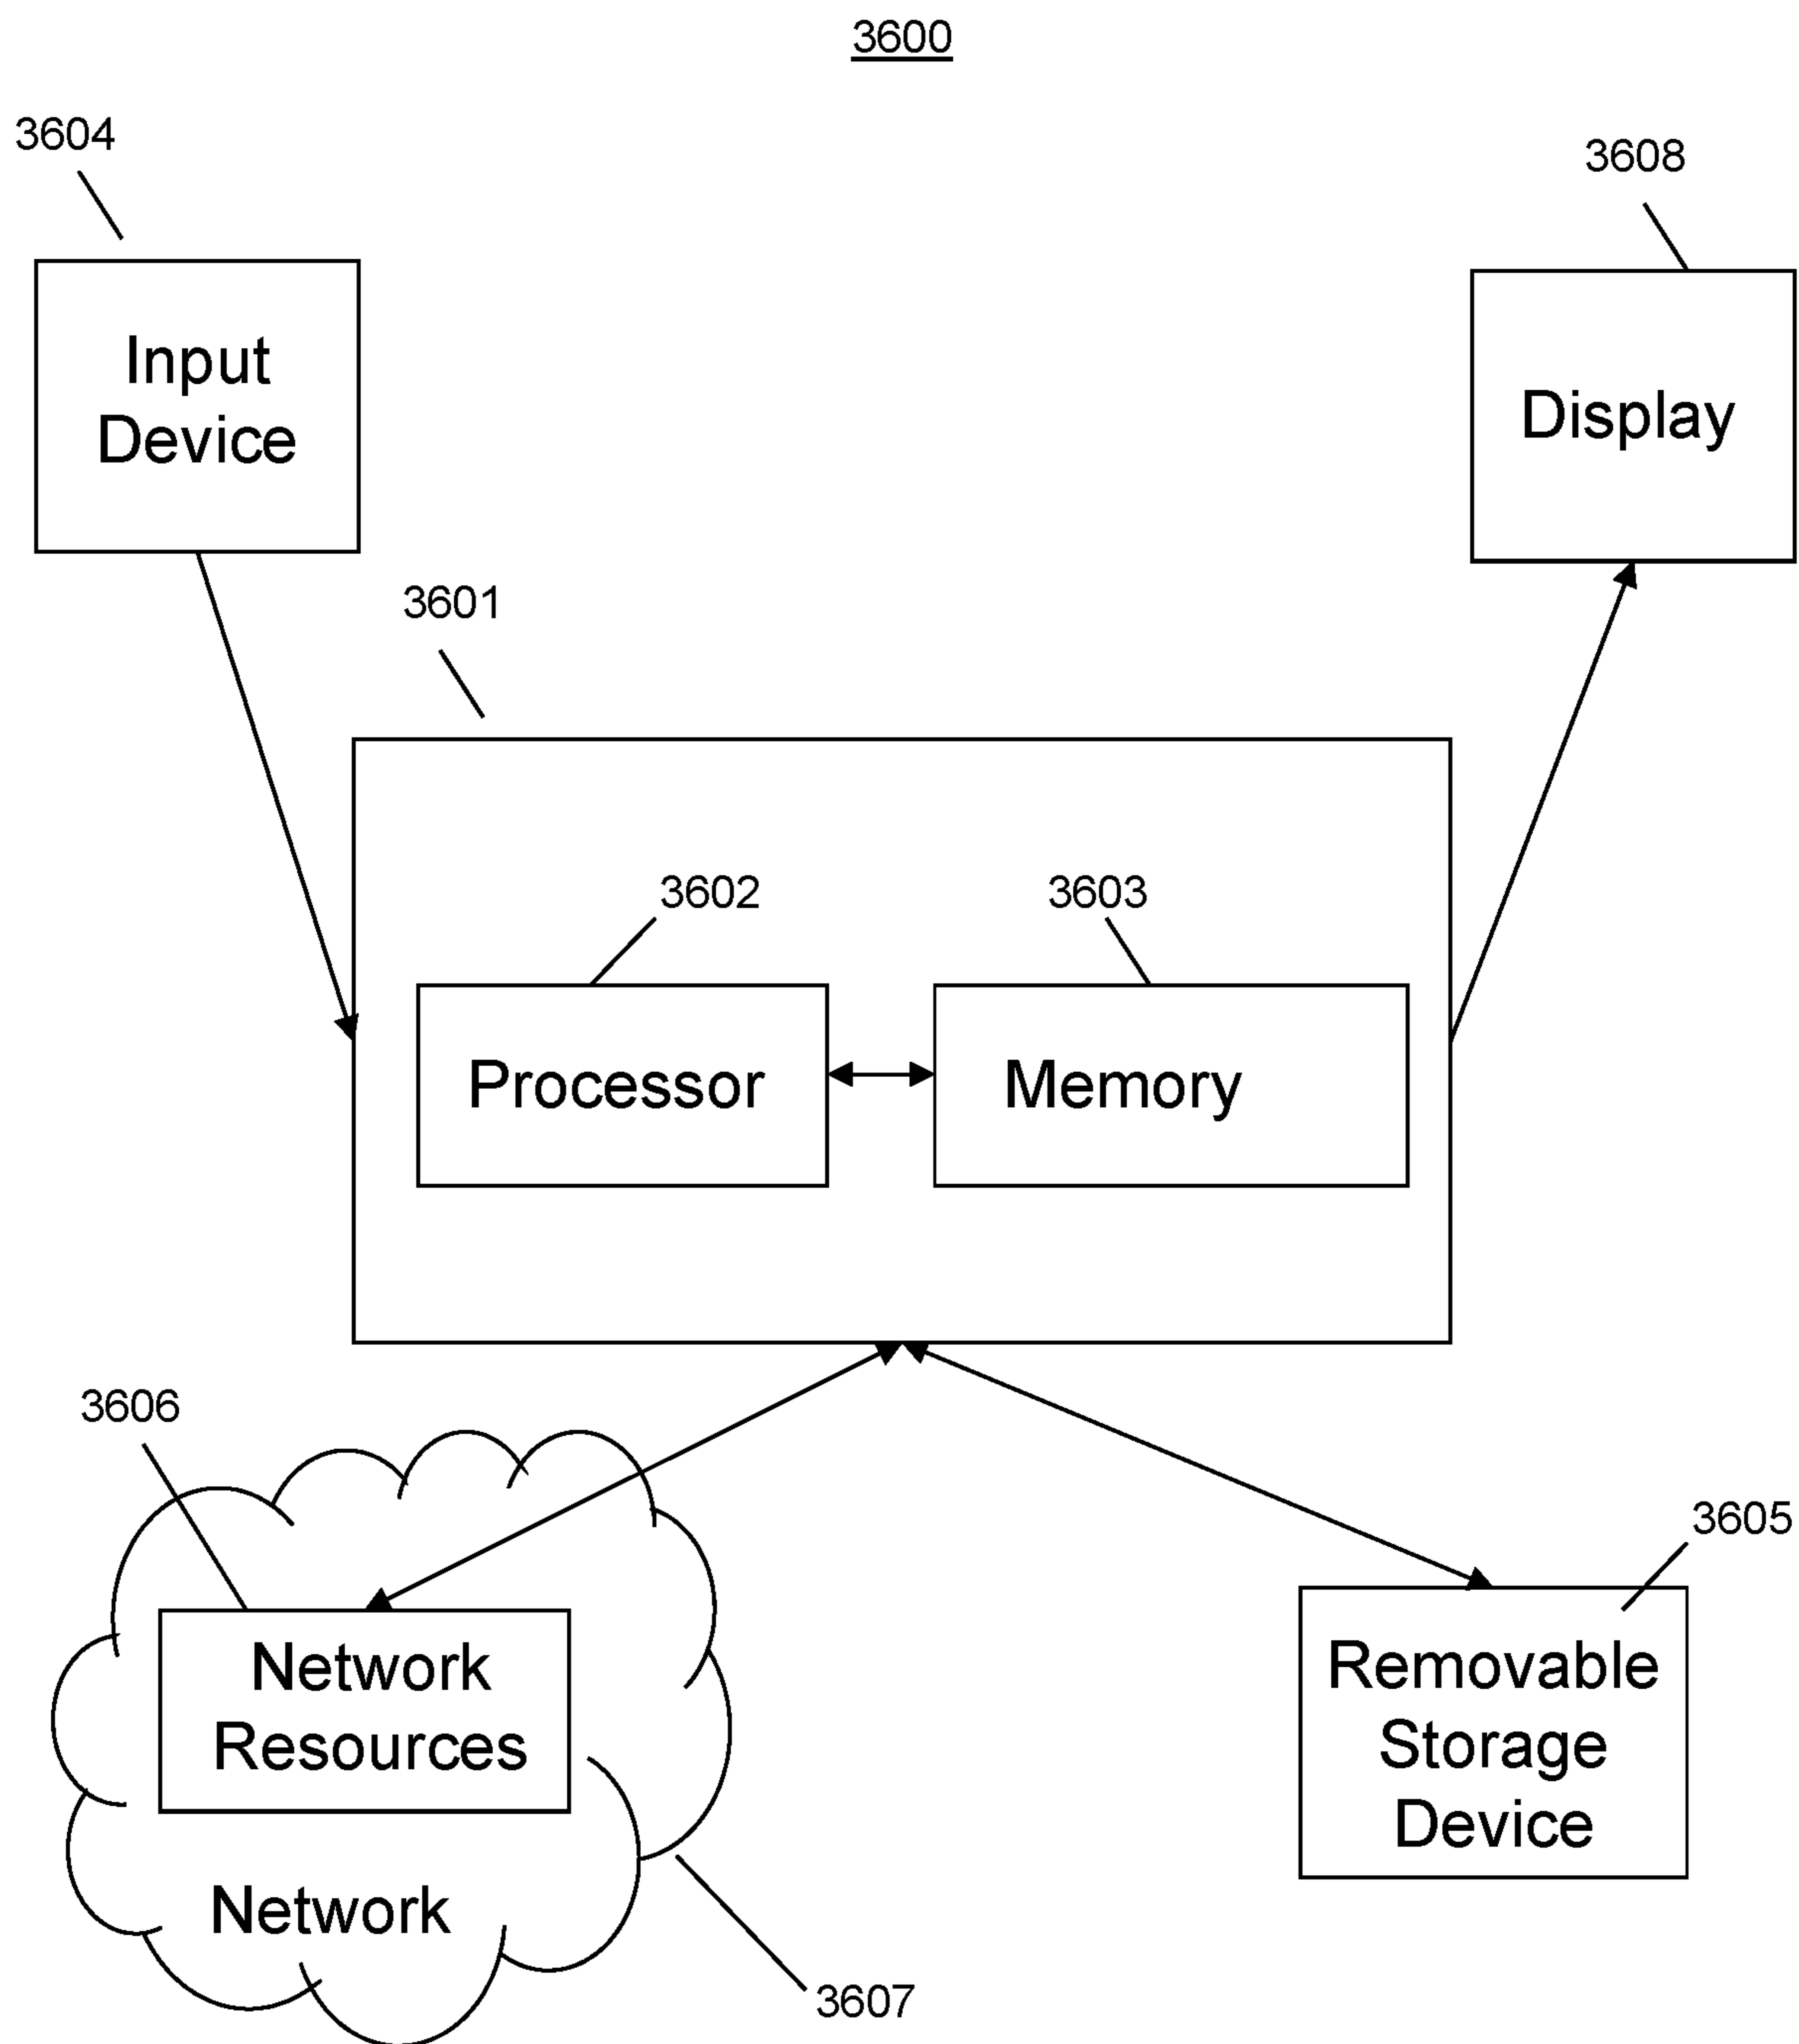 3600
3604
3608
Input
Device
Display
3601
3602
3603
Processor
Memory
3606
3605
Network
Resources
Removable
Storage
Device
Network
3607